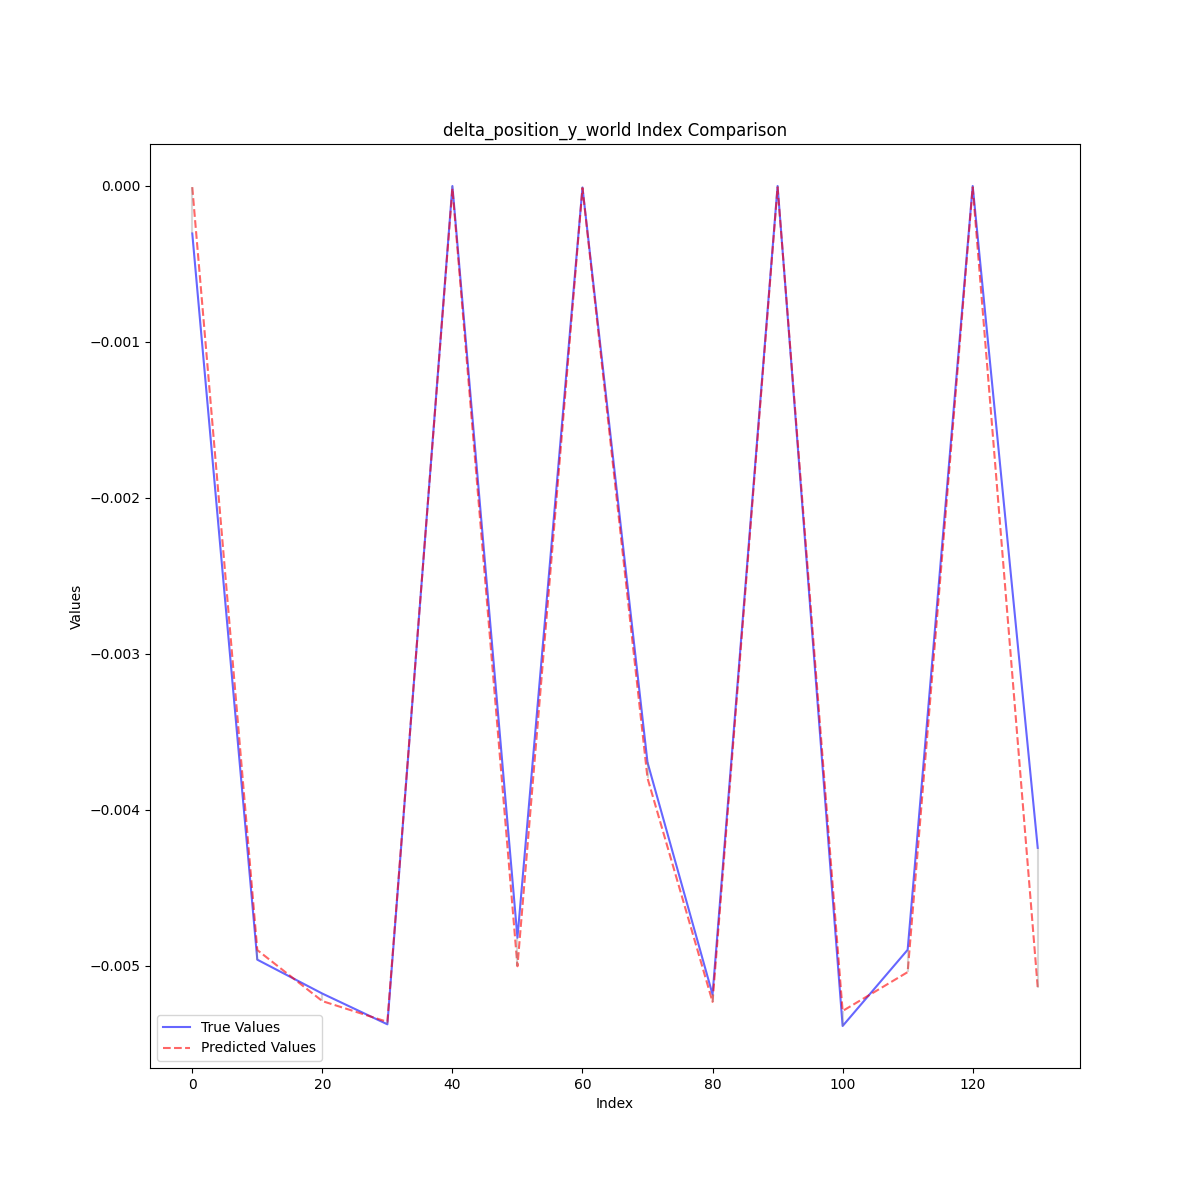 delta_position_y_world Index Comparison
0.000
−0.001
−0.002
−0.003
−0.004
−0.005
Values
True Values
Predicted Values
0 20 40 60 80 100 120
Index